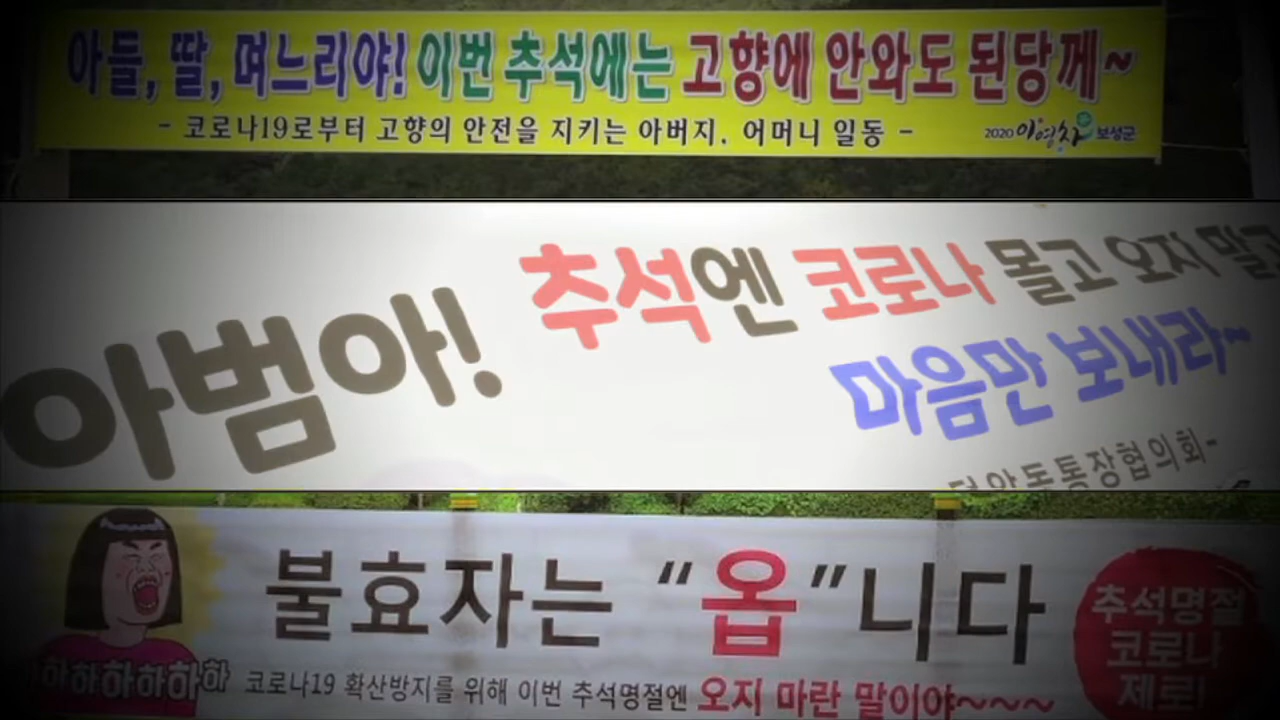 아들, 딸, 며느리야! 이번 추석에는 고향에 안와도 된당께~
- 코로나19로부터 고향의 안전을 지키는 아버지. 어머니 일동 -
2020 이영차 보성군
아범아! 추석엔 코로나 몰고 오지 말고
마음만 보내라~
통장협의회-
불효자는 “옵”니다
하하하하하하
코로나19 확산방지를 위해 이번 추석명절엔 오지 마란 말이야~~~~
추석명절
코로나
제로!